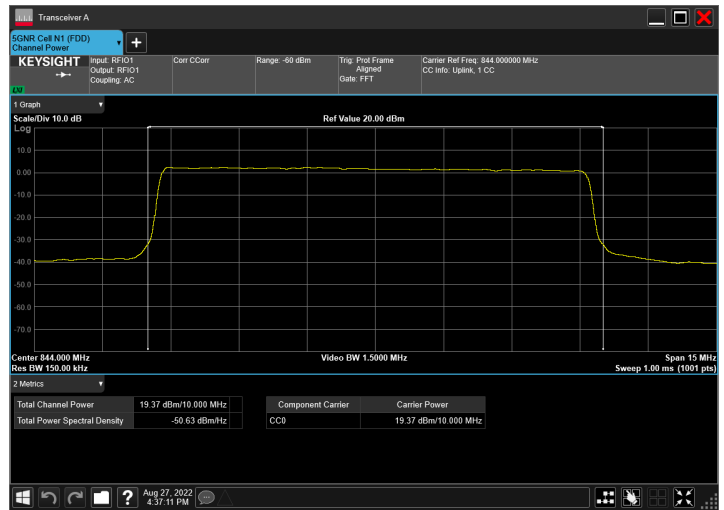 Transceiver A
5GNR Cell N1 (FDD)
Channel Power
KEYSIGHT
LXI
Input: RFIO1
Output: RFIO1
Coupling: AC
Corr CCorr
Range: -60 dBm
Trig: Prot Frame
Aligned
Gate: FFT
Carrier Ref Freq: 844.000000 MHz
CC Info: Uplink, 1 CC
1 Graph
Scale/Div 10.0 dB
Ref Value 20.00 dBm
Log
10.0
0.00
-10.0
-20.0
-30.0
-40.0
-50.0
-60.0
-70.0
Center 844.000 MHz
Video BW 1.5000 MHz
Span 15 MHz
Res BW 150.00 kHz
Sweep 1.00 ms (1001 pts)
2 Metrics
Total Channel Power 19.37 dBm/10.000 MHz
Total Power Spectral Density -50.63 dBm/Hz
Component Carrier Carrier Power
CC0 19.37 dBm/10.000 MHz
?
Aug 27, 2022
4:37:11 PM